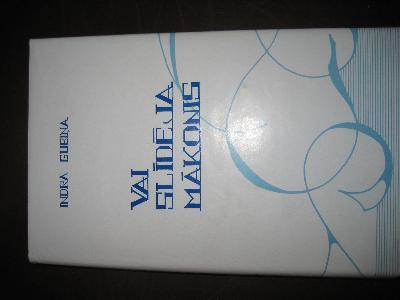 INDRA GUBIŅA
VAI
SLĪDĒJA
MĀKONIS